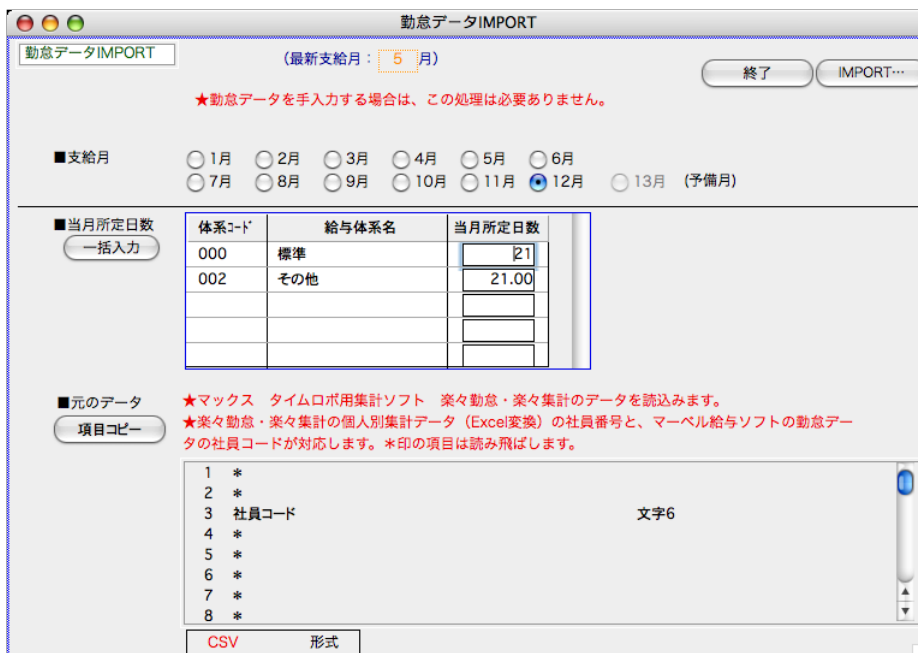 勤怠データIMPORT
勤怠データIMPORT
(最新支給月： 5 月)
終了
IMPORT…
★勤怠データを手入力する場合は、この処理は必要ありません。
■支給月
1月 2月 3月 4月 5月 6月
7月 8月 9月 10月 11月 12月 13月 (予備月)
■当月所定日数
一括入力
体系ｺｰﾄﾞ 給与体系名 当月所定日数
000 標準 21
002 その他 21.00
■元のデータ
項目コピー
★マックス タイムロボ用集計ソフト 楽々勤怠・楽々集計のデータを読込みます。
★楽々勤怠・楽々集計の個人別集計データ（Excel変換）の社員番号と、マーベル給与ソフトの勤怠デー
タの社員コードが対応します。＊印の項目は読み飛ばします。
1 *
2 *
3 社員コード 文字6
4 *
5 *
6 *
7 *
8 *
CSV 形式